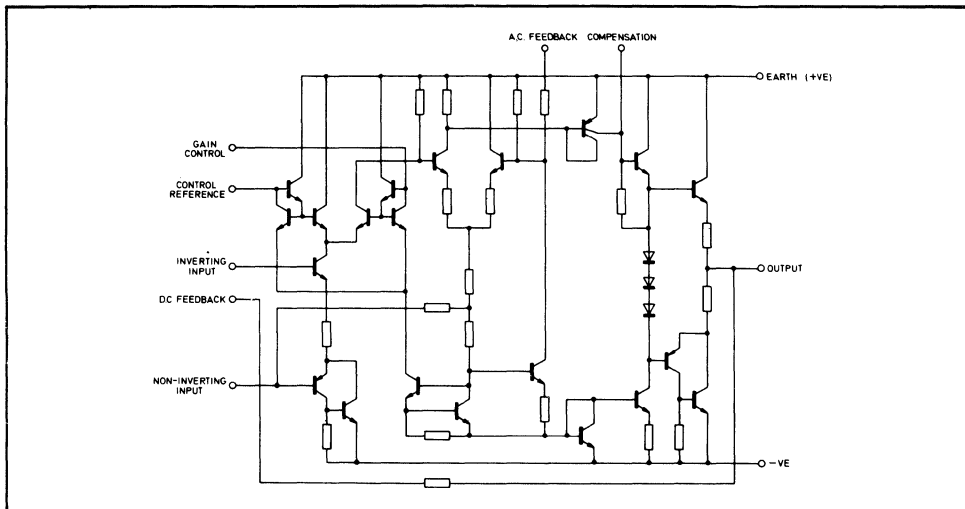 A.C. FEEDBACK COMPENSATION
EARTH (+VE)
GAIN
CONTROL
CONTROL
REFERENCE
INVERTING
INPUT
OUTPUT
DC FEEDBACK
NON-INVERTING
INPUT
-VE